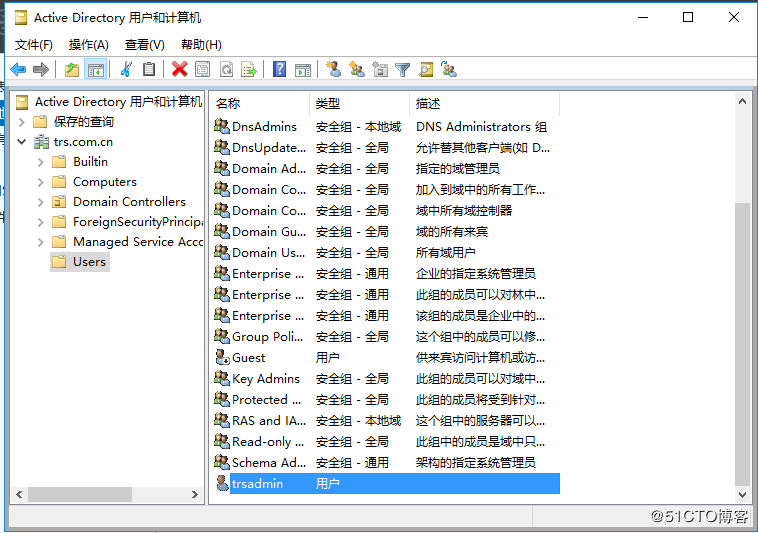 Active Directory 用户和计算机
文件(F) 操作(A) 查看(V) 帮助(H)
Active Directory 用户和计算机
保存的查询
trs.com.cn
Builtin
Computers
Domain Controllers
ForeignSecurityPrincipa
Managed Service Acco
Users
名称 类型 描述
DnsAdmins 安全组 - 本地域 DNS Administrators 组
DnsUpdate... 安全组 - 全局 允许替其他客户端(如 D...
Domain Ad... 安全组 - 全局 指定的域管理员
Domain Co... 安全组 - 全局 加入到域中的所有工作...
Domain Co... 安全组 - 全局 域中所有域控制器
Domain Gu... 安全组 - 全局 域的所有来宾
Domain Us... 安全组 - 全局 所有域用户
Enterprise ... 安全组 - 通用 企业的指定系统管理员
Enterprise ... 安全组 - 通用 此组的成员可以对林中...
Enterprise ... 安全组 - 通用 该组的成员是企业中的...
Group Poli... 安全组 - 全局 这个组中的成员可以修...
Guest 用户 供来宾访问计算机或访...
Key Admins 安全组 - 全局 此组的成员可以对域中...
Protected ... 安全组 - 全局 此组的成员将受到针对...
RAS and IA... 安全组 - 本地域 这个组中的服务器可以...
Read-only ... 安全组 - 全局 此组中的成员是域中只...
Schema Ad... 安全组 - 通用 架构的指定系统管理员
trsadmin 用户
@51CTO博客